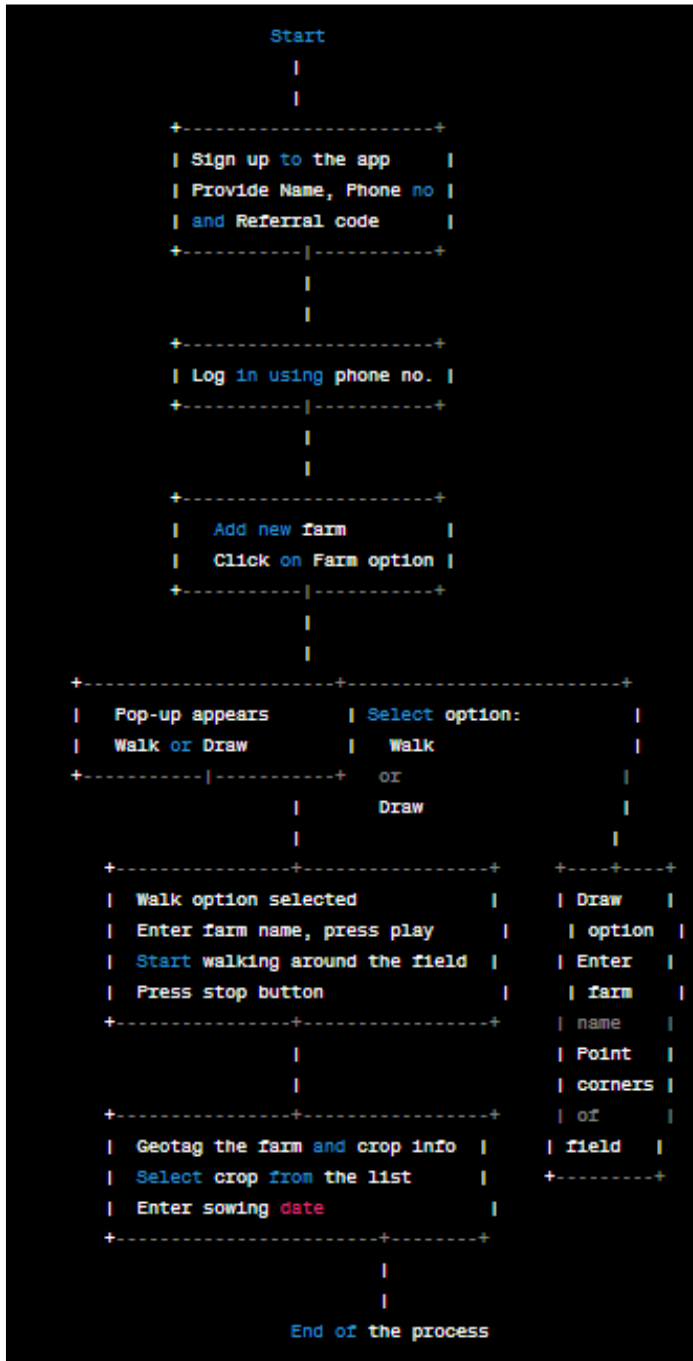 Start
Sign up to the app
Provide Name, Phone no
and Referral code
Log in using phone no.
Add new farm
Click on Farm option
Pop-up appears
Walk or Draw
Select option:
Walk
or
Draw
Walk option selected
Enter farm name, press play
Start walking around the field
Press stop button
Draw
option
Enter
farm
name
Point
corners
of
field
Geotag the farm and crop info
Select crop from the list
Enter sowing date
End of the process